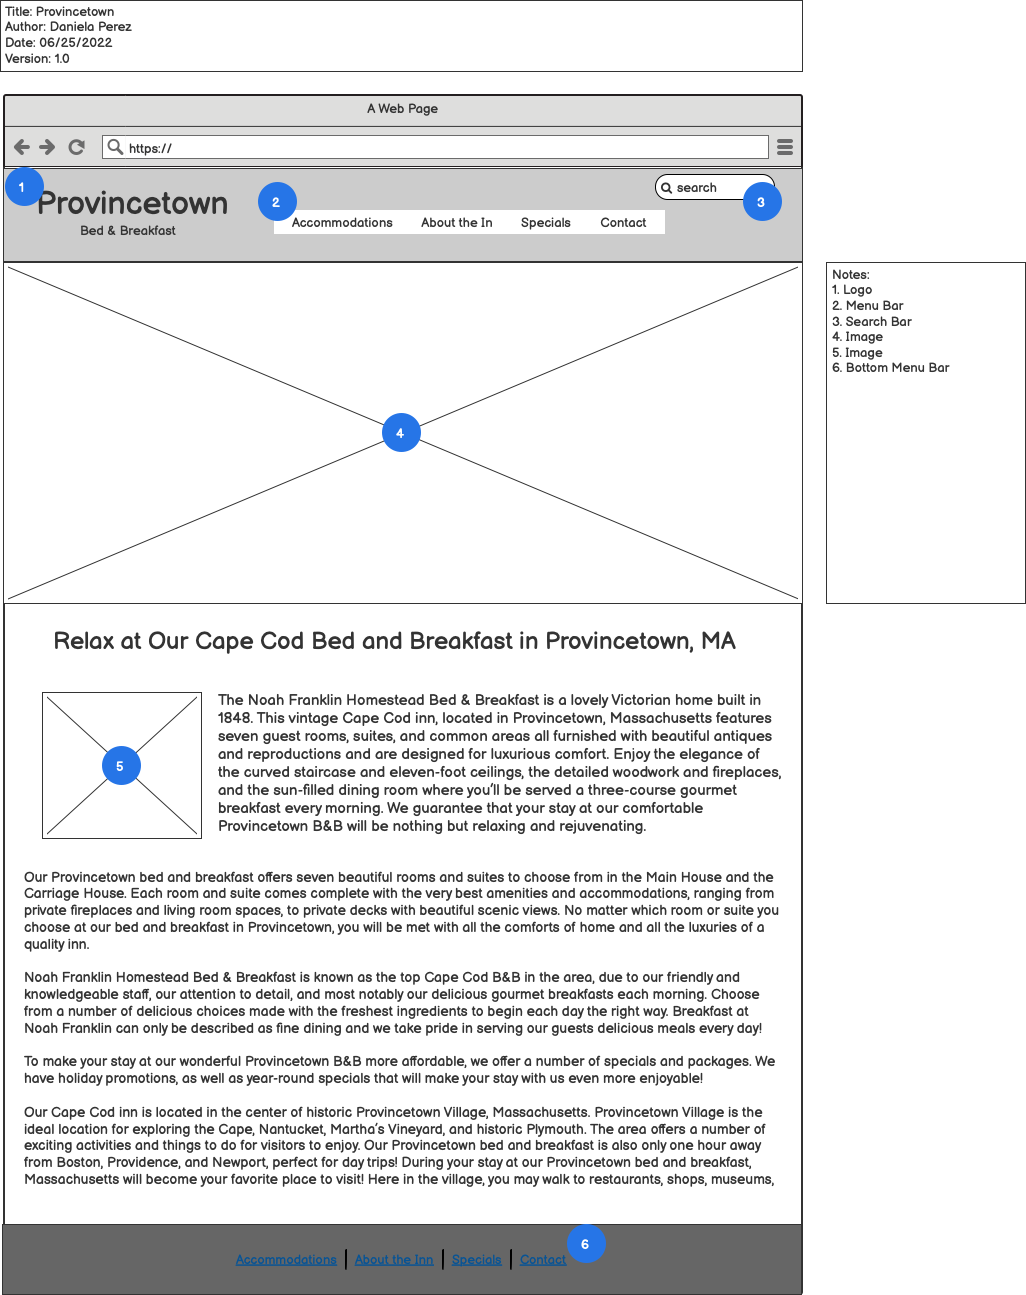 Title: Provincetown
Author: Daniela Perez
Date: 06/25/2022
Version: 1.0
A Web Page
https://
1
Provincetown
Bed & Breakfast
2
Accommodations About the In Specials Contact
search
3
Notes:
1. Logo
2. Menu Bar
3. Search Bar
4. Image
5. Image
6. Bottom Menu Bar
4
Relax at Our Cape Cod Bed and Breakfast in Provincetown, MA
5
The Noah Franklin Homestead Bed & Breakfast is a lovely Victorian home built in
1848. This vintage Cape Cod inn, located in Provincetown, Massachusetts features
seven guest rooms, suites, and common areas all furnished with beautiful antiques
and reproductions and are designed for luxurious comfort. Enjoy the elegance of
the curved staircase and eleven-foot ceilings, the detailed woodwork and fireplaces,
and the sun-filled dining room where you'll be served a three-course gourmet
breakfast every morning. We guarantee that your stay at our comfortable
Provincetown B&B will be nothing but relaxing and rejuvenating.
Our Provincetown bed and breakfast offers seven beautiful rooms and suites to choose from in the Main House and the
Carriage House. Each room and suite comes complete with the very best amenities and accommodations, ranging from
private fireplaces and living room spaces, to private decks with beautiful scenic views. No matter which room or suite you
choose at our bed and breakfast in Provincetown, you will be met with all the comforts of home and all the luxuries of a
quality inn.
Noah Franklin Homestead Bed & Breakfast is known as the top Cape Cod B&B in the area, due to our friendly and
knowledgeable staff, our attention to detail, and most notably our delicious gourmet breakfasts each morning. Choose
from a number of delicious choices made with the freshest ingredients to begin each day the right way. Breakfast at
Noah Franklin can only be described as fine dining and we take pride in serving our guests delicious meals every day!
To make your stay at our wonderful Provincetown B&B more affordable, we offer a number of specials and packages. We
have holiday promotions, as well as year-round specials that will make your stay with us even more enjoyable!
Our Cape Cod inn is located in the center of historic Provincetown Village, Massachusetts. Provincetown Village is the
ideal location for exploring the Cape, Nantucket, Martha's Vineyard, and historic Plymouth. The area offers a number of
exciting activities and things to do for visitors to enjoy. Our Provincetown bed and breakfast is also only one hour away
from Boston, Providence, and Newport, perfect for day trips! During your stay at our Provincetown bed and breakfast,
Massachusetts will become your favorite place to visit! Here in the village, you may walk to restaurants, shops, museums,
Accommodations | About the Inn | Specials | Contact
6